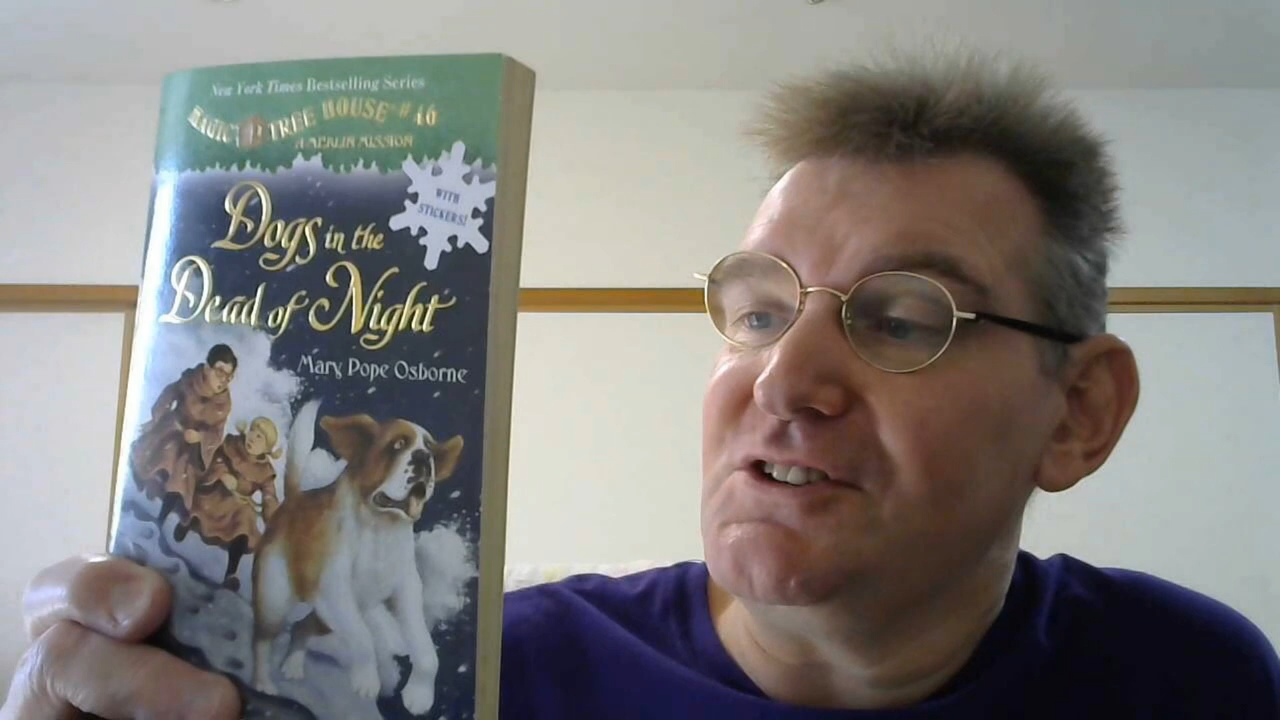 New York Times Bestselling Series
MAGIC TREE HOUSE #46
A MERLIN MISSION
WITH
STICKERS!
Dogs in the
Dead of Night
Mary Pope Osborne